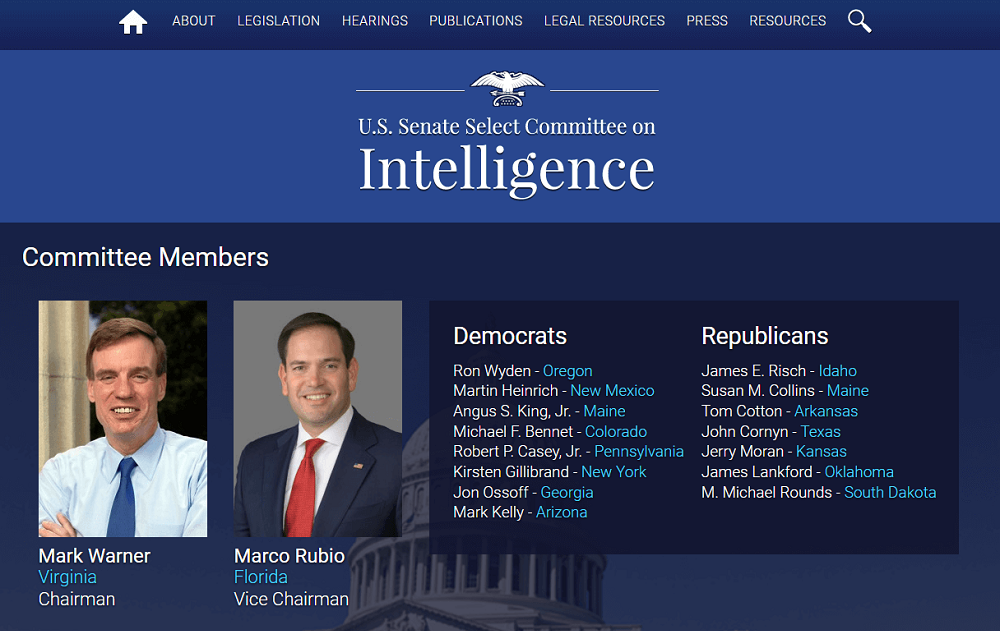 ABOUT LEGISLATION HEARINGS PUBLICATIONS LEGAL RESOURCES PRESS RESOURCES
U.S. Senate Select Committee on
Intelligence
Committee Members
Mark Warner
Virginia
Chairman
Marco Rubio
Florida
Vice Chairman
Democrats
Ron Wyden - Oregon
Martin Heinrich - New Mexico
Angus S. King, Jr. - Maine
Michael F. Bennet - Colorado
Robert P. Casey, Jr. - Pennsylvania
Kirsten Gillibrand - New York
Jon Ossoff - Georgia
Mark Kelly - Arizona
Republicans
James E. Risch - Idaho
Susan M. Collins - Maine
Tom Cotton - Arkansas
John Cornyn - Texas
Jerry Moran - Kansas
James Lankford - Oklahoma
M. Michael Rounds - South Dakota